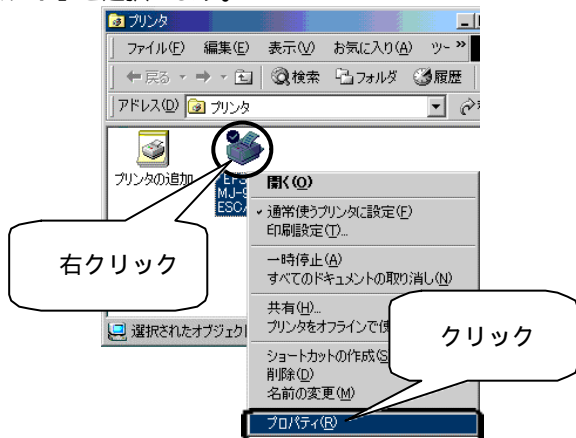 プリンタ
ファイル(F) 編集(E) 表示(V) お気に入り(A) ツー »
戻る 検索 フォルダ 履歴
アドレス(D) プリンタ
プリンタの追加
MJ-9
ESC/
開く(O)
通常使うプリンタに設定(F)
印刷設定(T)...
一時停止(A)
すべてのドキュメントの取り消し(N)
共有(H)...
プリンタをオフラインで使
ショートカットの作成(S
削除(D)
名前の変更(M)
プロパティ(R)
選択されたオブジェクト
右クリック
クリック